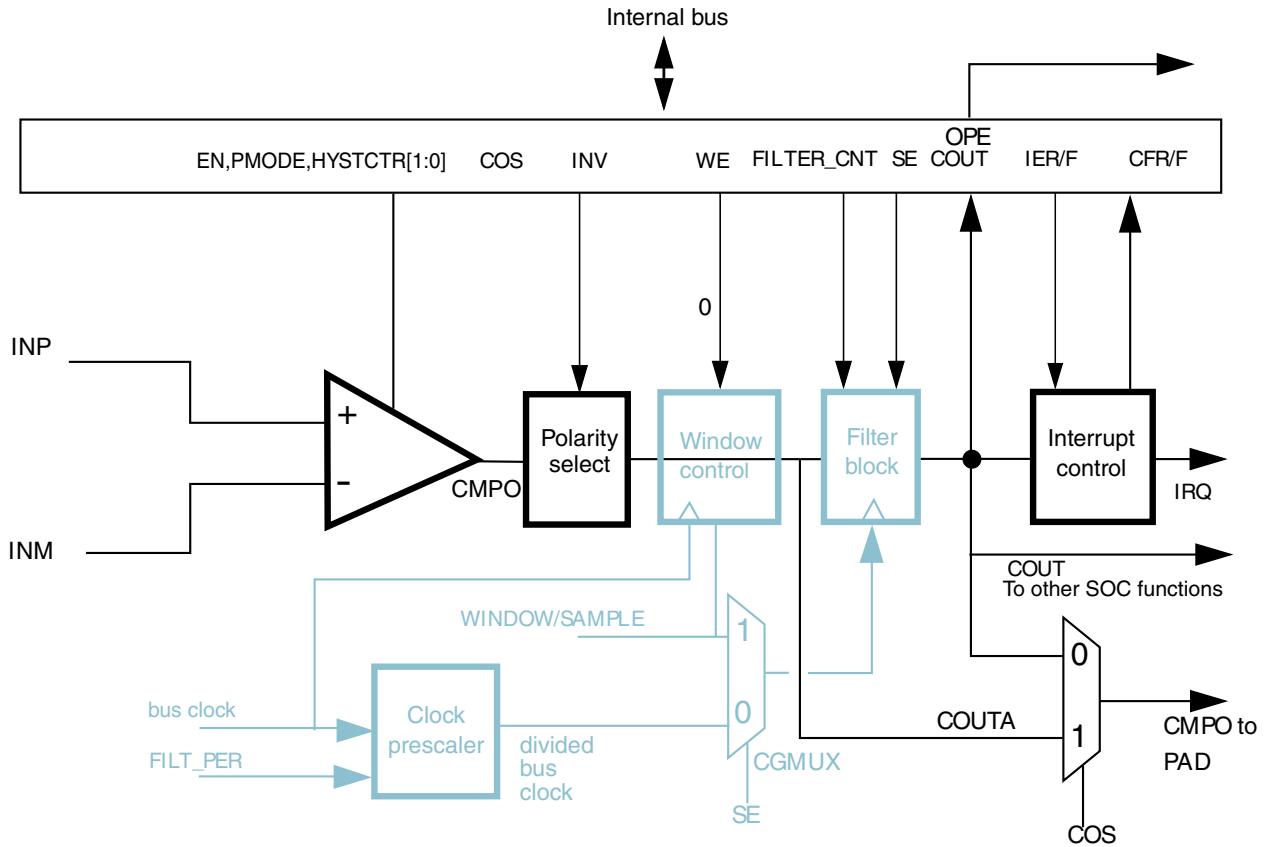 Internal bus
OPE
EN,PMODE,HYSTCTR[1:0] COS INV WE FILTER_CNT SE COUT IER/F CFR/F
0
INP
+
-
INM
CMPO
Polarity
select
Window
control
Filter
block
Interrupt
control
IRQ
COUT
To other SOC functions
WINDOW/SAMPLE
1
0
bus clock
FILT_PER
Clock
prescaler
divided
bus
clock
CGMUX
SE
COUTA
0
1
CMPO to
PAD
COS